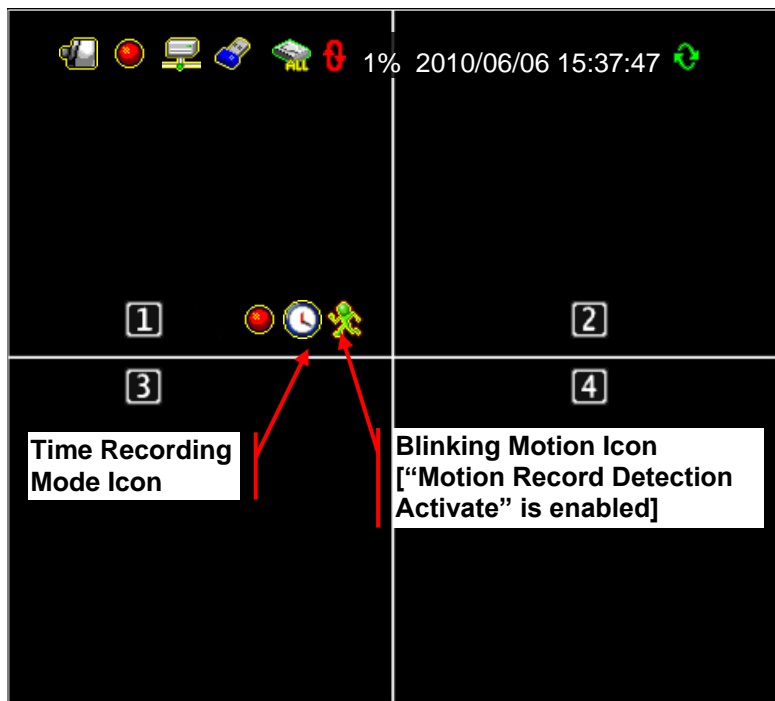 ALL
1% 2010/06/06 15:37:47
1
2
3
4
Time Recording
Mode Icon
Blinking Motion Icon
[“Motion Record Detection
Activate” is enabled]